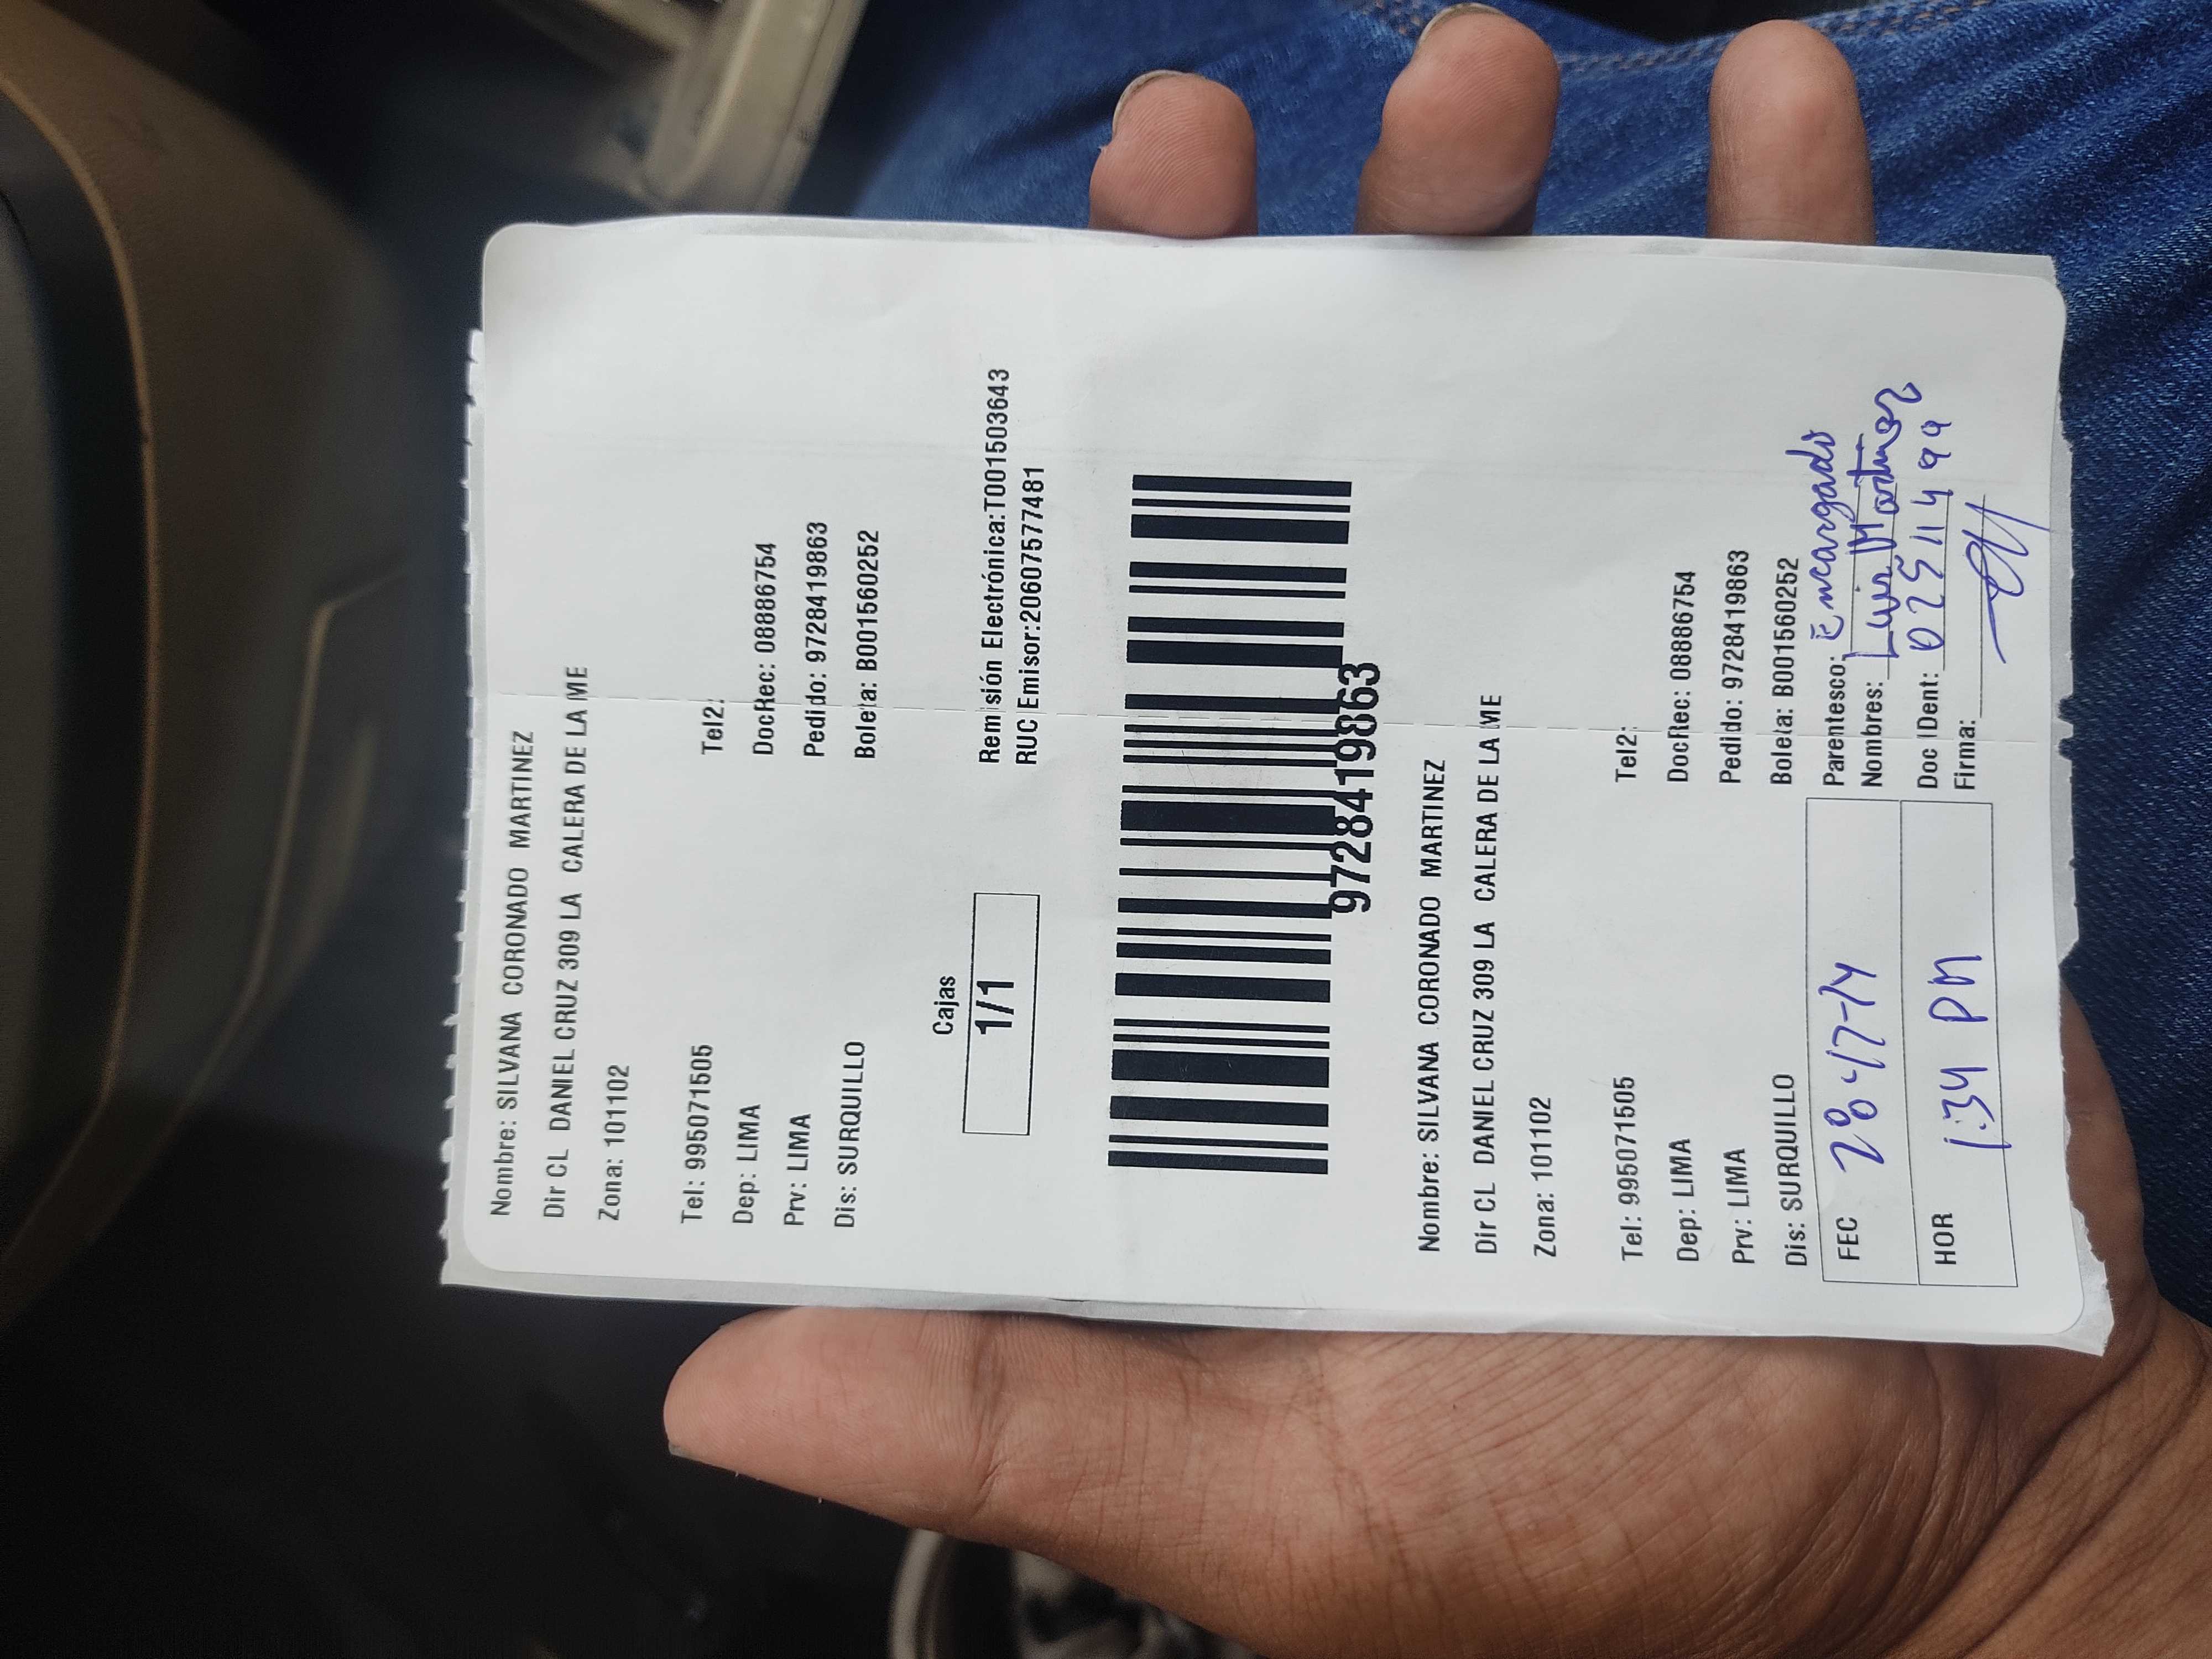 Nombre: SILVANA CORONADO MARTINEZ
Dir CL DANIEL CRUZ 309 LA CALERA DE LA ME
Zona: 101102
Tel: 995071505 Tel2:
Dep: LIMA DocRec: 08886754
Prv: LIMA Pedido: 9728419863
Dis: SURQUILLO Boleta: B001560252
Cajas
1/1
Remisión Electrónica:T001503643
RUC Emisor:20607577481
9728419863
Nombre: SILVANA CORONADO MARTINEZ
Dir CL DANIEL CRUZ 309 LA CALERA DE LA ME
Zona: 101102
Tel: 995071505 Tel2:
Dep: LIMA DocRec: 08886754
Prv: LIMA Pedido: 9728419863
Dis: SURQUILLO Boleta: B001560252
FEC
HOR 1:34 PM
Parentesco: Encargado
Nombres: Luis Martinez
Doc IDent: 02511499
Firma: